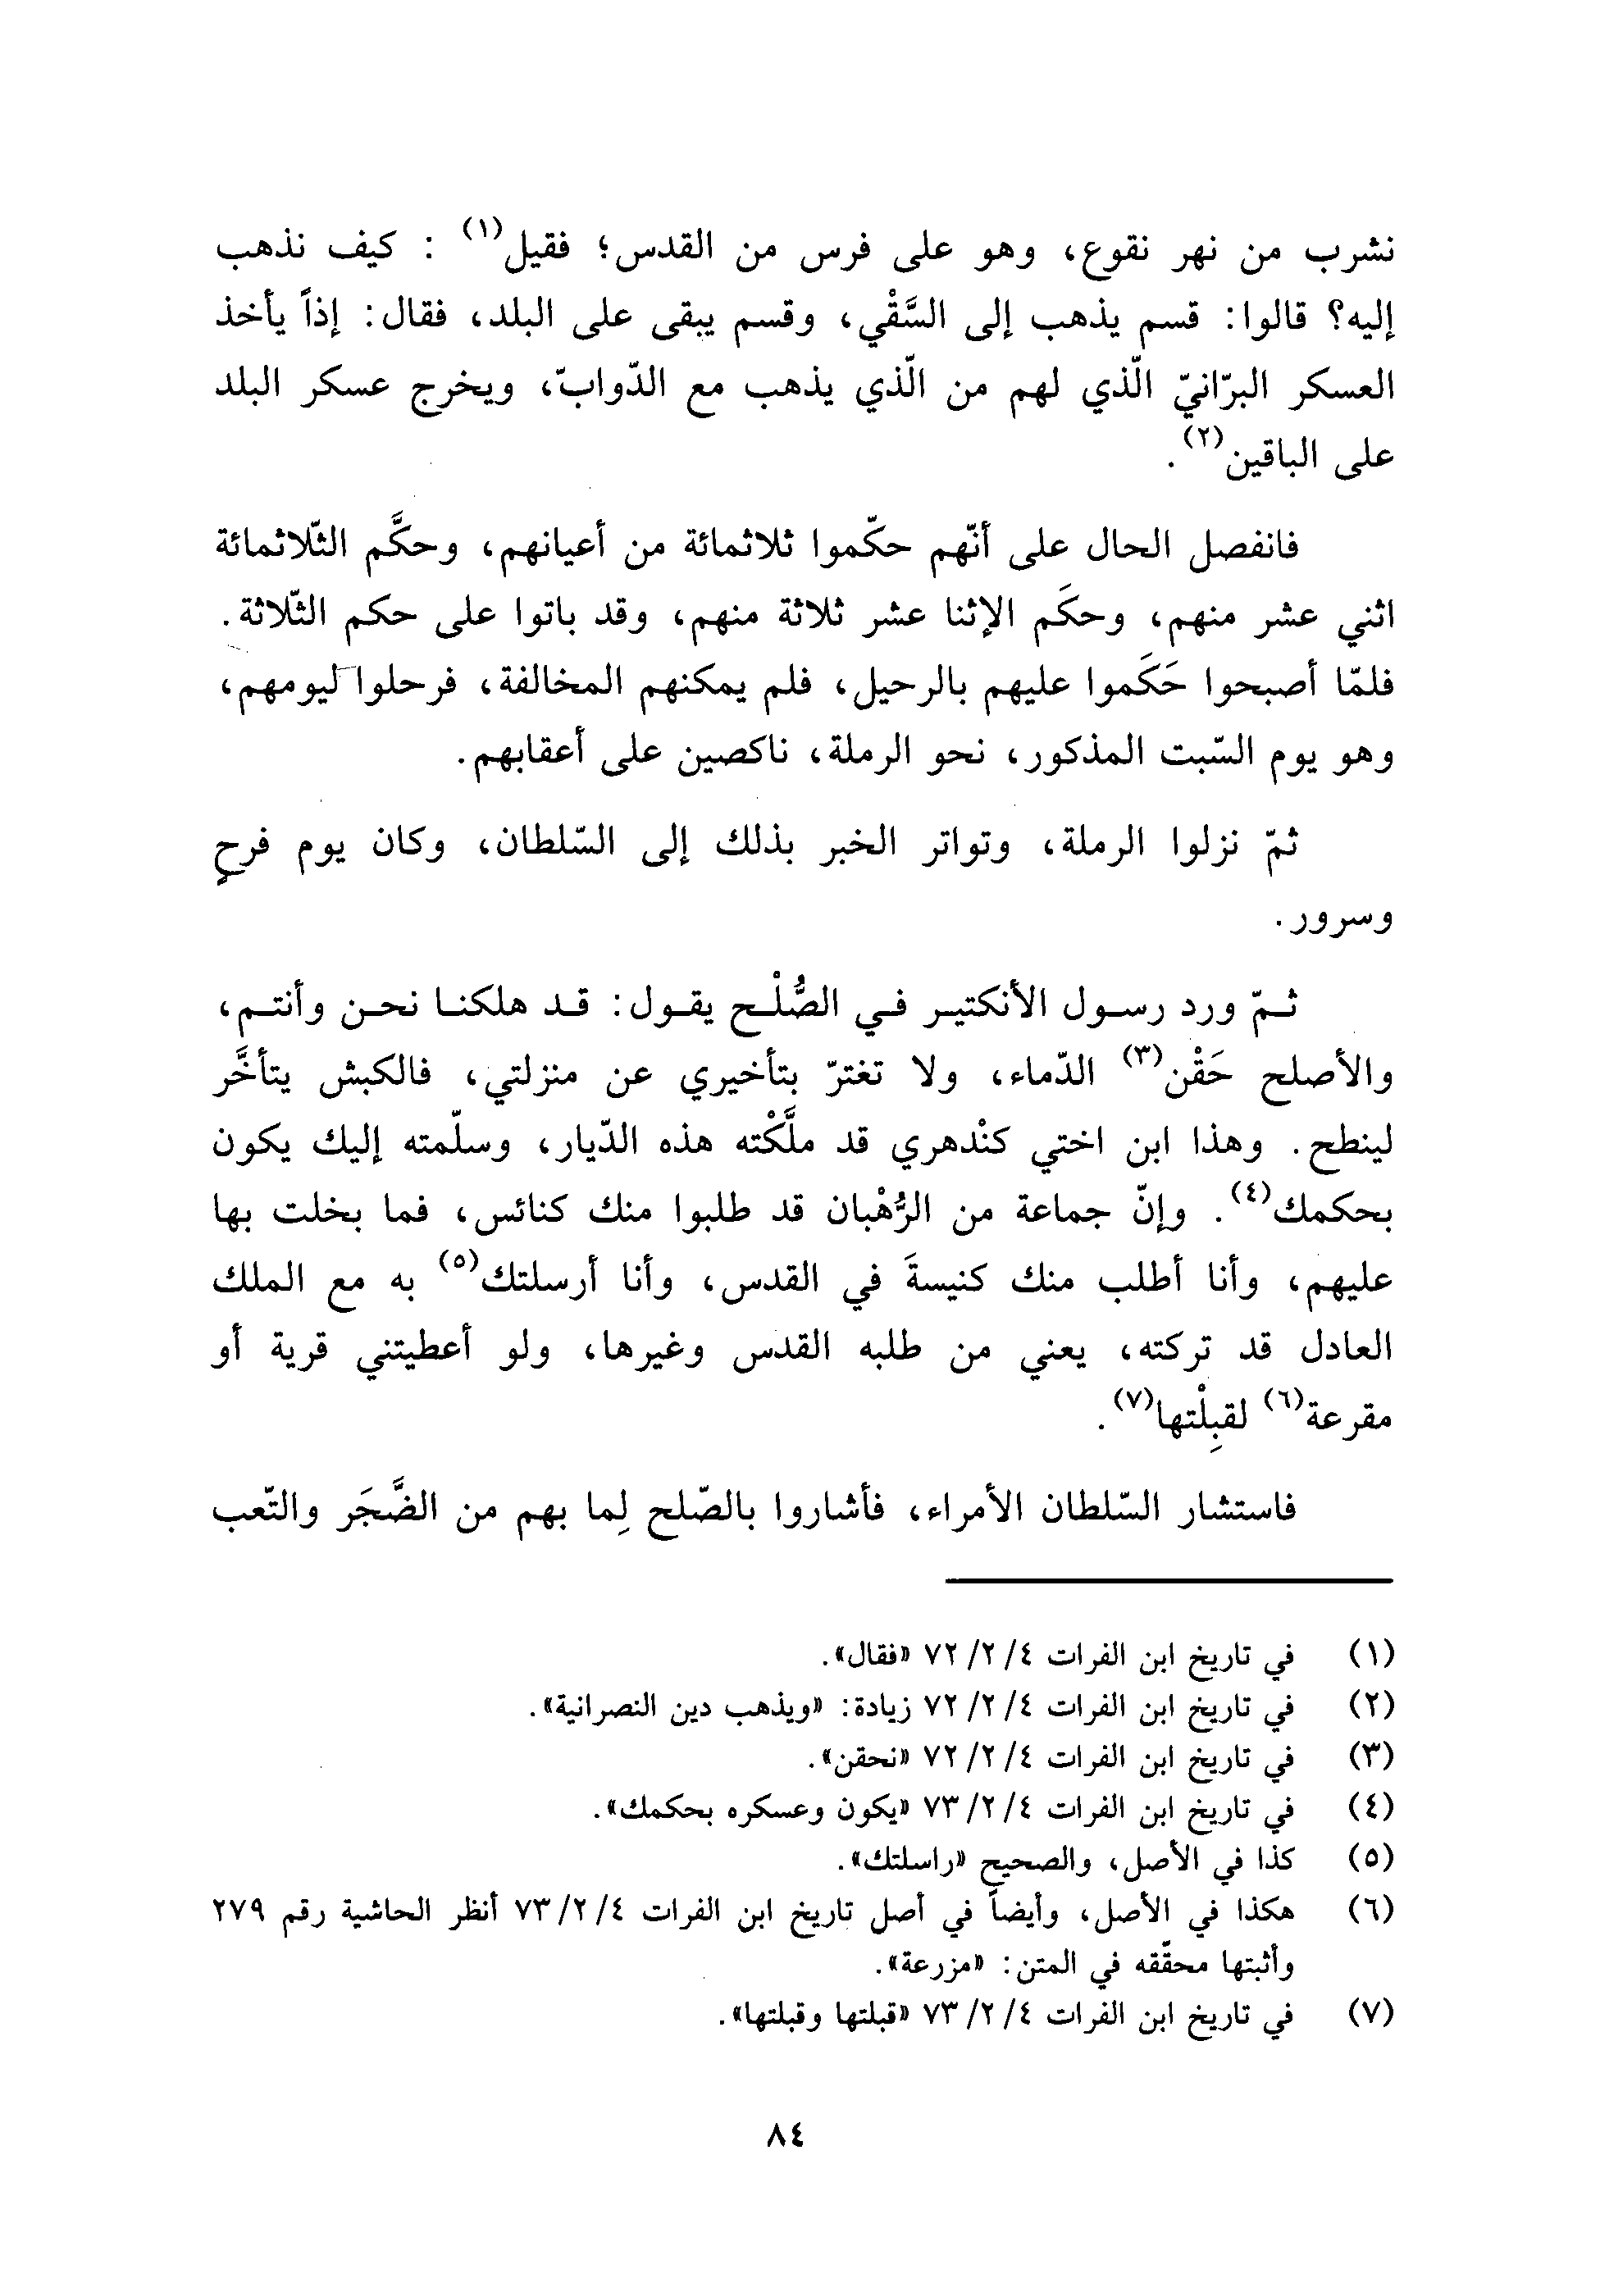 نشرب من نهر نقوع، وهو على فرس من القدس؛ فقيل(١) : كيف نذهب
إليه؟ قالوا: قسم يذهب إلى السَّقْي، وقسم يبقى على البلد، فقال: إذاً يأخذ
العسكر البرّانيّ الّذي لهم من الّذي يذهب مع الدّوابّ، ويخرج عسكر البلد
على الباقين(٢).
فانفصل الحال على أنّهم حكّموا ثلاثمائة من أعيانهم، وحكَّم الثّلاثمائة
اثني عشر منهم، وحكَم الإثنا عشر ثلاثة منهم، وقد باتوا على حكم الثّلاثة.
فلمّا أصبحوا حَكَموا عليهم بالرحيل، فلم يمكنهم المخالفة، فرحلوا ليومهم،
وهو يوم السّبت المذكور، نحو الرملة، ناكصين على أعقابهم.
ثمّ نزلوا الرملة، وتواتر الخبر بذلك إلى السّلطان، وكان يوم فرحٍ
وسرور.
ثـمّ ورد رسـول الأنكتيـر فـي الصُّلْـح يقـول: قـد هلكنـا نحـن وأنتـم،
والأصلح حَقْن(٣) الدّماء، ولا تغترّ بتأخيري عن منزلتي، فالكبش يتأخَّر
لينطح. وهذا ابن اختي كنْدهري قد ملَّكْته هذه الدّيار، وسلّمته إليك يكون
بحكمك(٤). وإنّ جماعة من الرُّهْبان قد طلبوا منك كنائس، فما بخلت بها
عليهم، وأنا أطلب منك كنيسةَ في القدس، وأنا أرسلتك(٥) به مع الملك
العادل قد تركته، يعني من طلبه القدس وغيرها، ولو أعطيتني قرية أو
مقرعة(٦) لقبِلْتها(٧).
فاستشار السّلطان الأمراء، فأشاروا بالصّلح لِما بهم من الضَّجَر والتّعب
(١) في تاريخ ابن الفرات ٤/ ٢/ ٧٢ «فقال».
(٢) في تاريخ ابن الفرات ٤/ ٢/ ٧٢ زيادة: «ويذهب دين النصرانية».
(٣) في تاريخ ابن الفرات ٤/ ٢/ ٧٢ «نحقن».
(٤) في تاريخ ابن الفرات ٤/ ٢/ ٧٣ «يكون وعسكره بحكمك».
(٥) كذا في الأصل، والصحيح «راسلتك».
(٦) هكذا في الأصل، وأيضاً في أصل تاريخ ابن الفرات ٤/ ٢/ ٧٣ أنظر الحاشية رقم ٢٧٩
وأثبتها محقّقه في المتن: «مزرعة».
(٧) في تاريخ ابن الفرات ٤/ ٢/ ٧٣ «قبلتها وقبلتها».
٨٤